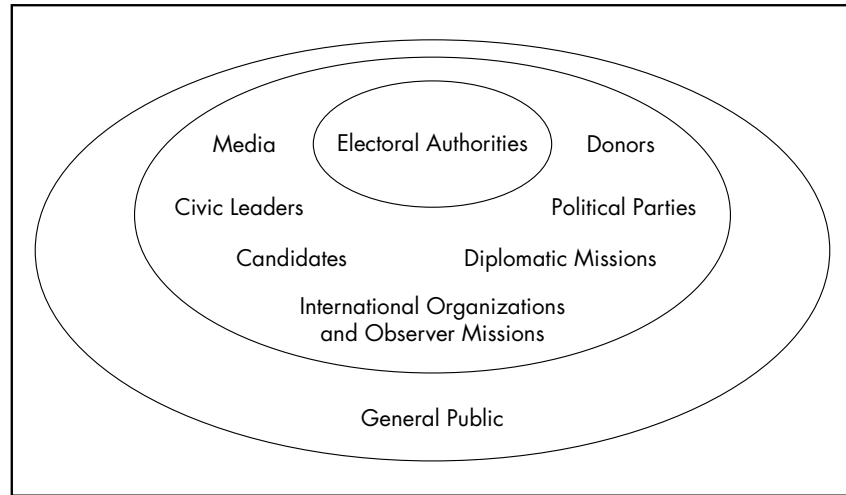 Media
Electoral Authorities
Donors
Civic Leaders
Political Parties
Candidates
Diplomatic Missions
International Organizations
and Observer Missions
General Public